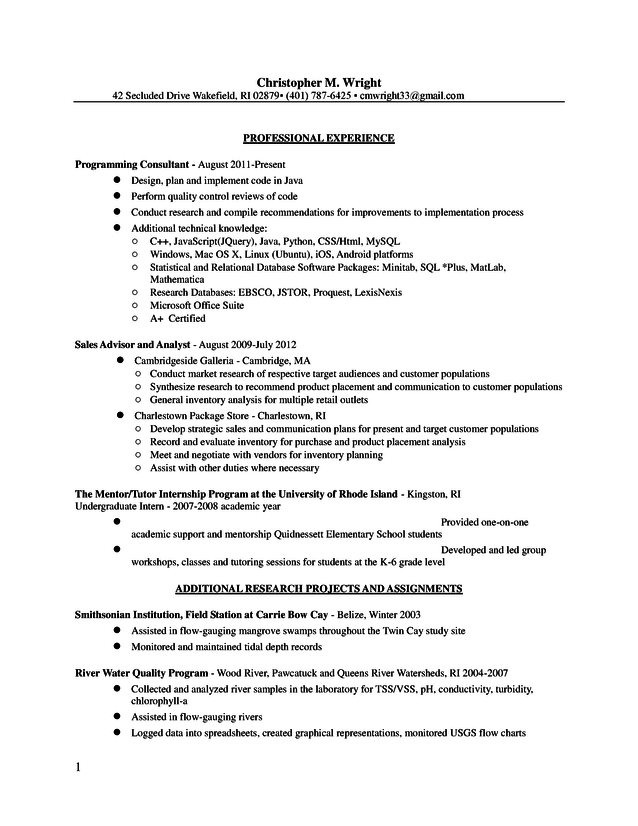 Christopher M. Wright
42 Secluded Drive Wakefield, RI 02879• (401) 787-6425 • cmwright33@gmail.com
PROFESSIONAL EXPERIENCE
Programming Consultant - August 2011-Present
● Design, plan and implement code in Java
● Perform quality control reviews of code
● Conduct research and compile recommendations for improvements to implementation process
● Additional technical knowledge:
○ C++, JavaScript(JQuery), Java, Python, CSS/Html, MySQL
○ Windows, Mac OS X, Linux (Ubuntu), iOS, Android platforms
○ Statistical and Relational Database Software Packages: Minitab, SQL *Plus, MatLab,
Mathematica
○ Research Databases: EBSCO, JSTOR, Proquest, LexisNexis
○ Microsoft Office Suite
○ A+ Certified
Sales Advisor and Analyst - August 2009-July 2012
● Cambridgeside Galleria - Cambridge, MA
○ Conduct market research of respective target audiences and customer populations
○ Synthesize research to recommend product placement and communication to customer populations
○ General inventory analysis for multiple retail outlets
● Charlestown Package Store - Charlestown, RI
○ Develop strategic sales and communication plans for present and target customer populations
○ Record and evaluate inventory for purchase and product placement analysis
○ Meet and negotiate with vendors for inventory planning
○ Assist with other duties where necessary
The Mentor/Tutor Internship Program at the University of Rhode Island - Kingston, RI
Undergraduate Intern - 2007-2008 academic year
● Provided one-on-one
academic support and mentorship Quidnessett Elementary School students
● Developed and led group
workshops, classes and tutoring sessions for students at the K-6 grade level
ADDITIONAL RESEARCH PROJECTS AND ASSIGNMENTS
Smithsonian Institution, Field Station at Carrie Bow Cay - Belize, Winter 2003
● Assisted in flow-gauging mangrove swamps throughout the Twin Cay study site
● Monitored and maintained tidal depth records
River Water Quality Program - Wood River, Pawcatuck and Queens River Watersheds, RI 2004-2007
● Collected and analyzed river samples in the laboratory for TSS/VSS, pH, conductivity, turbidity,
chlorophyll-a
● Assisted in flow-gauging rivers
● Logged data into spreadsheets, created graphical representations, monitored USGS flow charts
1